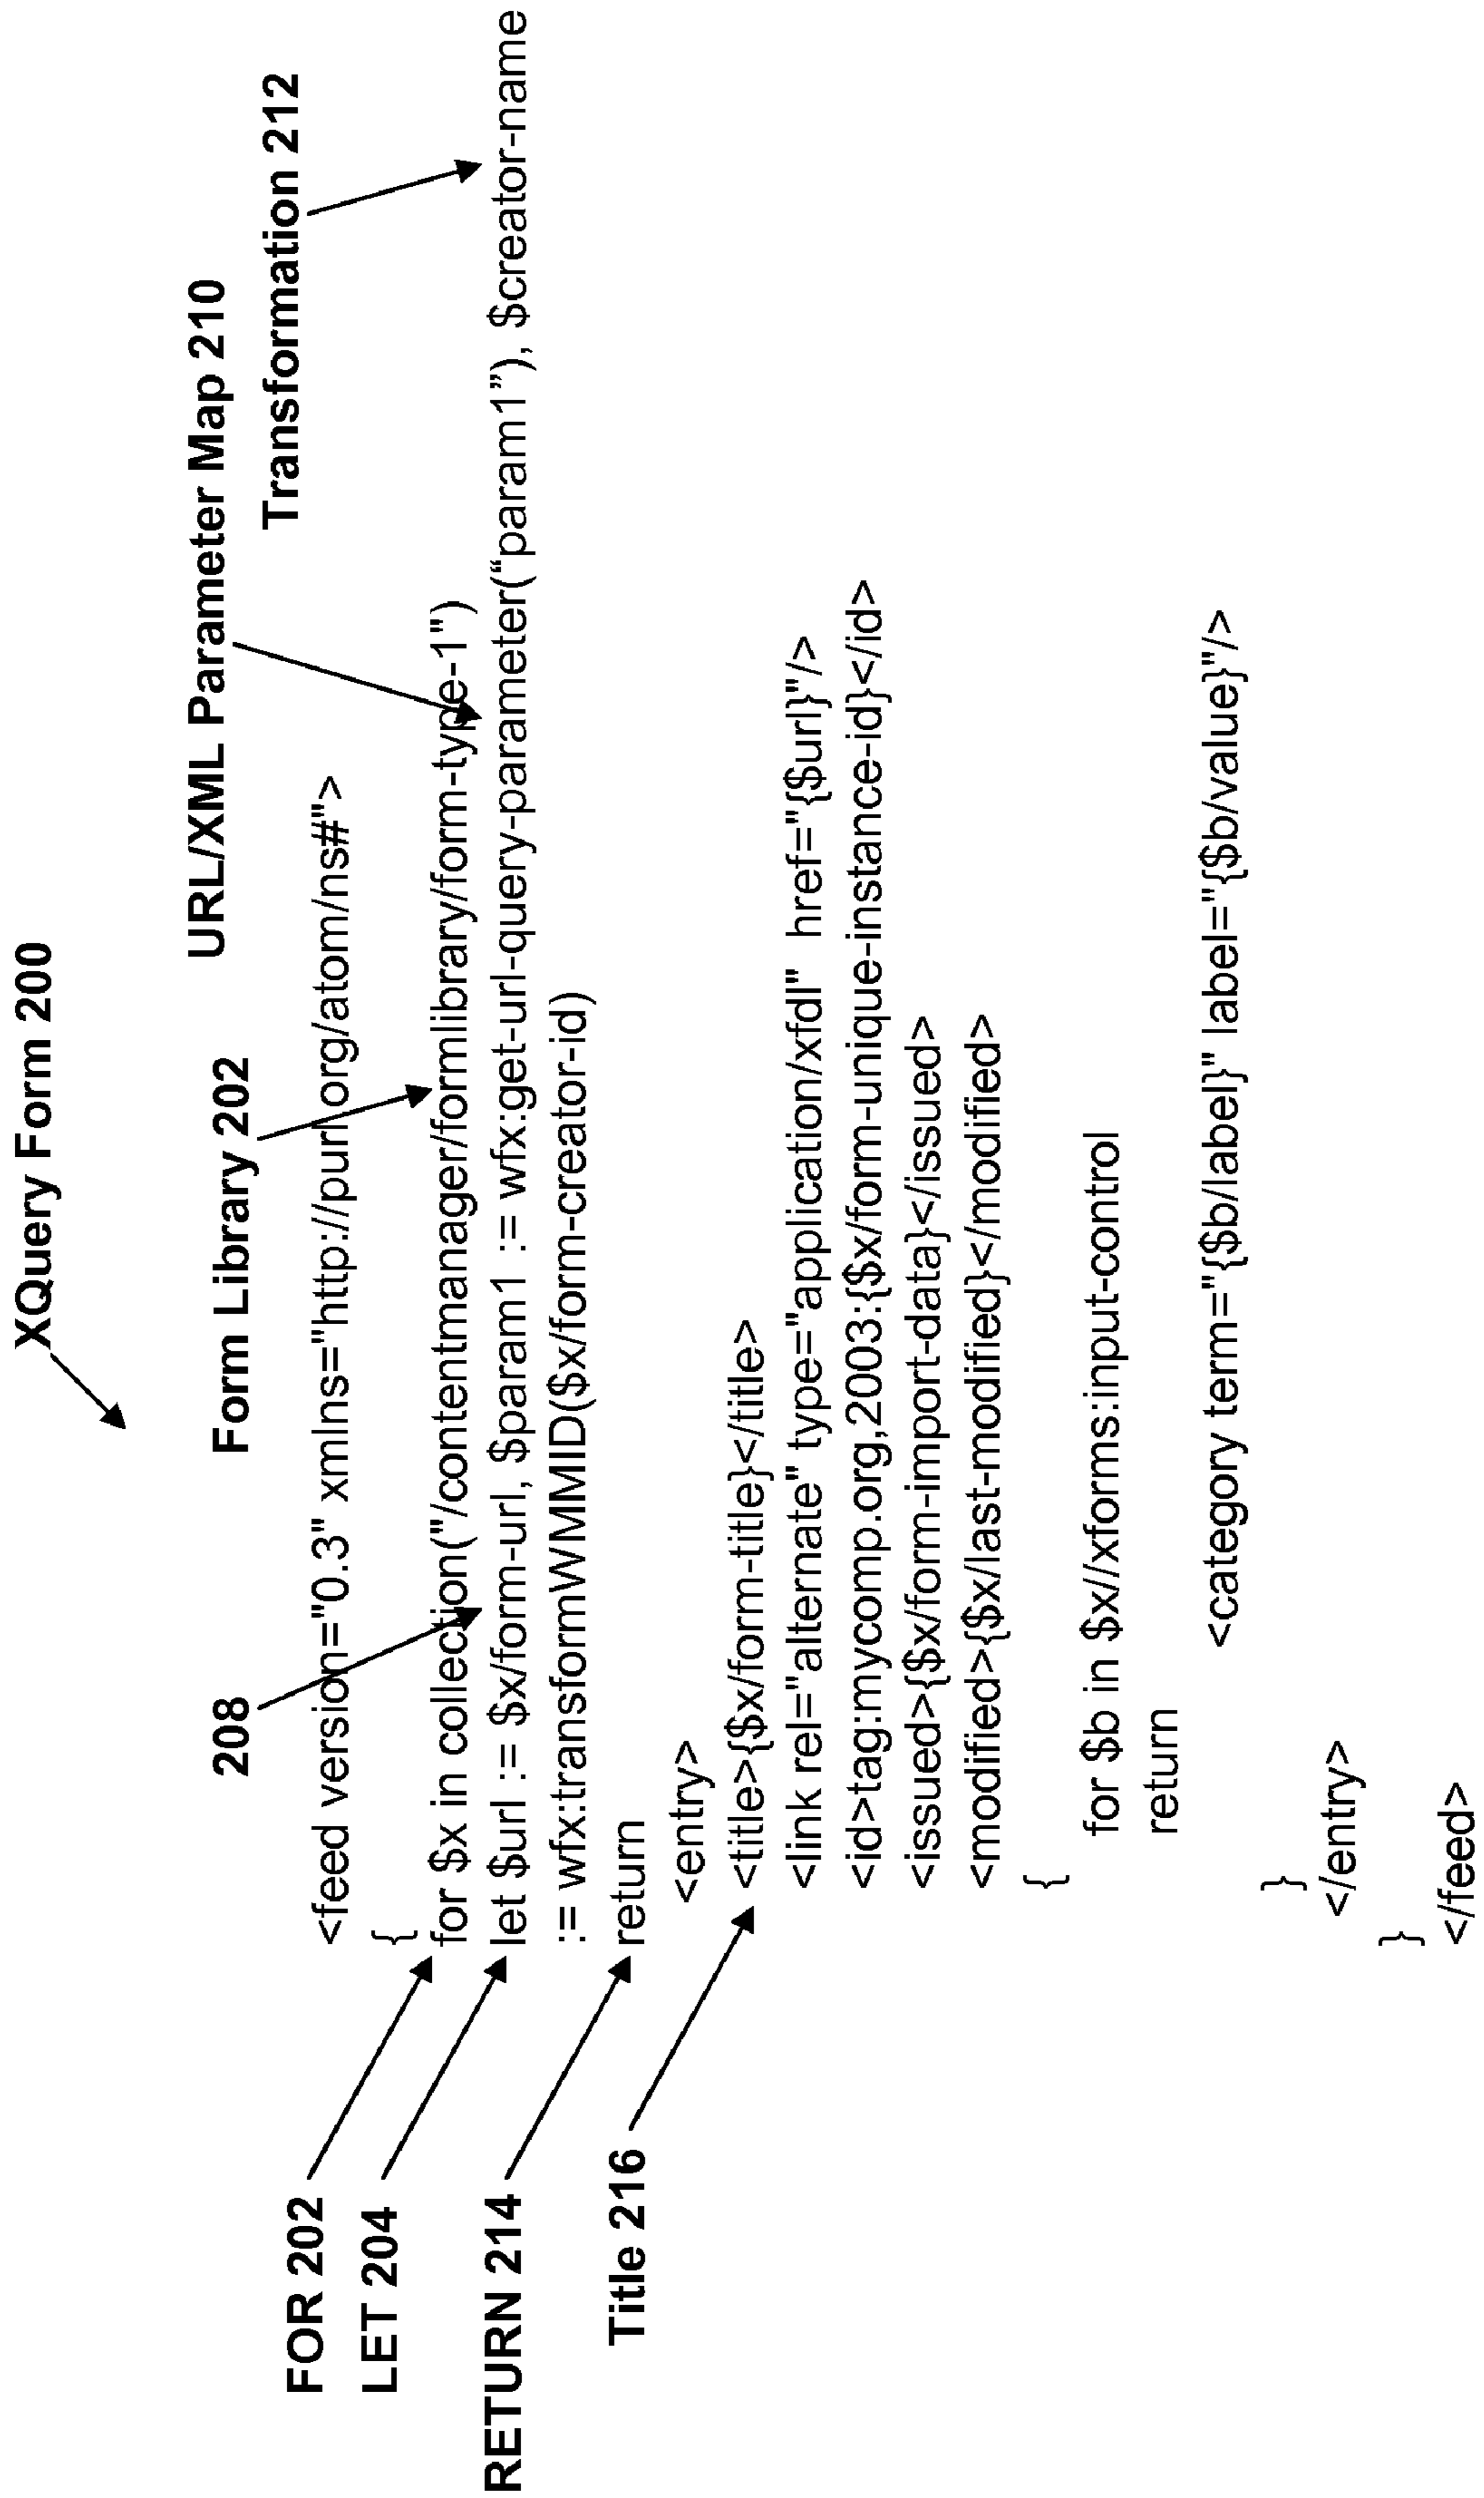 XQuery Form 200
URL/XML Parameter Map 210
208
Form Library 202
Transformation 212
FOR 202
<feed version="0.3" xmlns="http://purl.org/atom/ns#">
LET 204
{
for $x in collection("/contentmanager/formlibrary/form-type-1")
RETURN 214
let $url := $x/form-url, $param1 := wfx:get-url-query-parameter(“param1”), $creator-name
:= wfx:transformWMMID($x/form-creator-id)
Title 216
return
<entry>
<title>{$x/form-title}</title>
<link rel="alternate" type="application/xfdl" href="{$url}"/>
<id>tag:mycomp.org,2003:{$x/form-unique-instance-id}</id>
<issued>{$x/form-import-data}</issued>
<modified>{$x/last-modified}</modified>
{
for $b in $x//xforms:input-control
return
<category term="{$b/label}" label="{$b/value}"/>
}
</entry>
}
</feed>